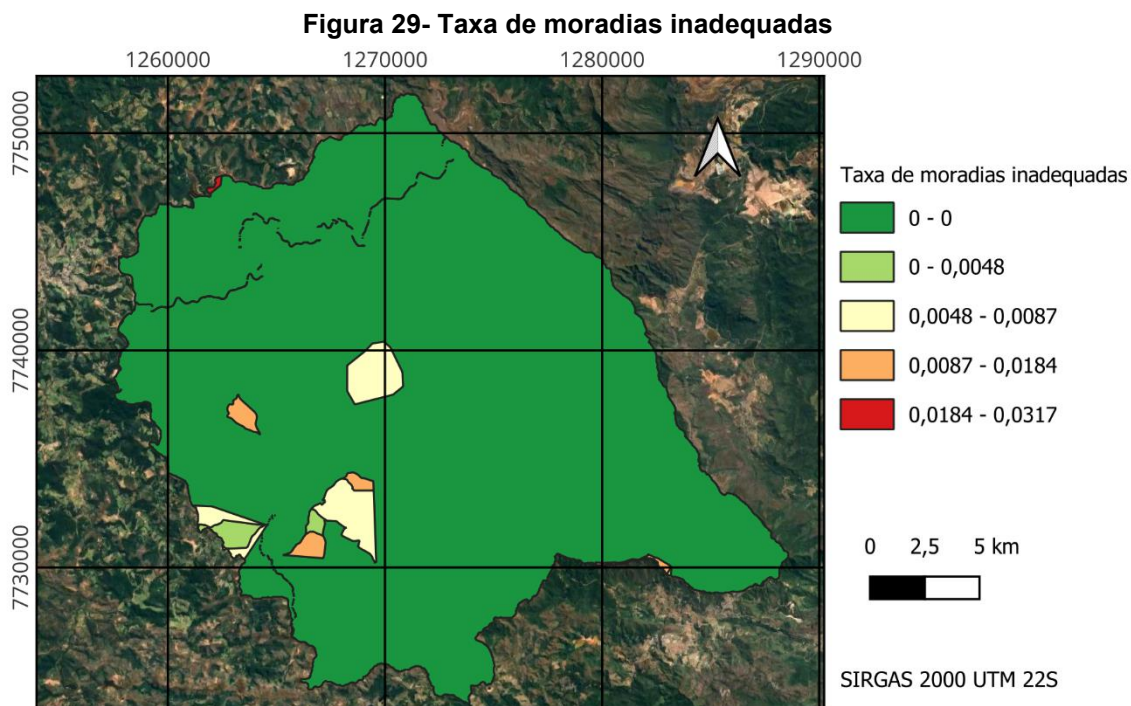 Figura 29- Taxa de moradias inadequadas
1260000 1270000 1280000 1290000
7750000
7740000
7730000
Taxa de moradias inadequadas
0 - 0
0 - 0,0048
0,0048 - 0,0087
0,0087 - 0,0184
0,0184 - 0,0317
0 2,5 5 km
SIRGAS 2000 UTM 22S